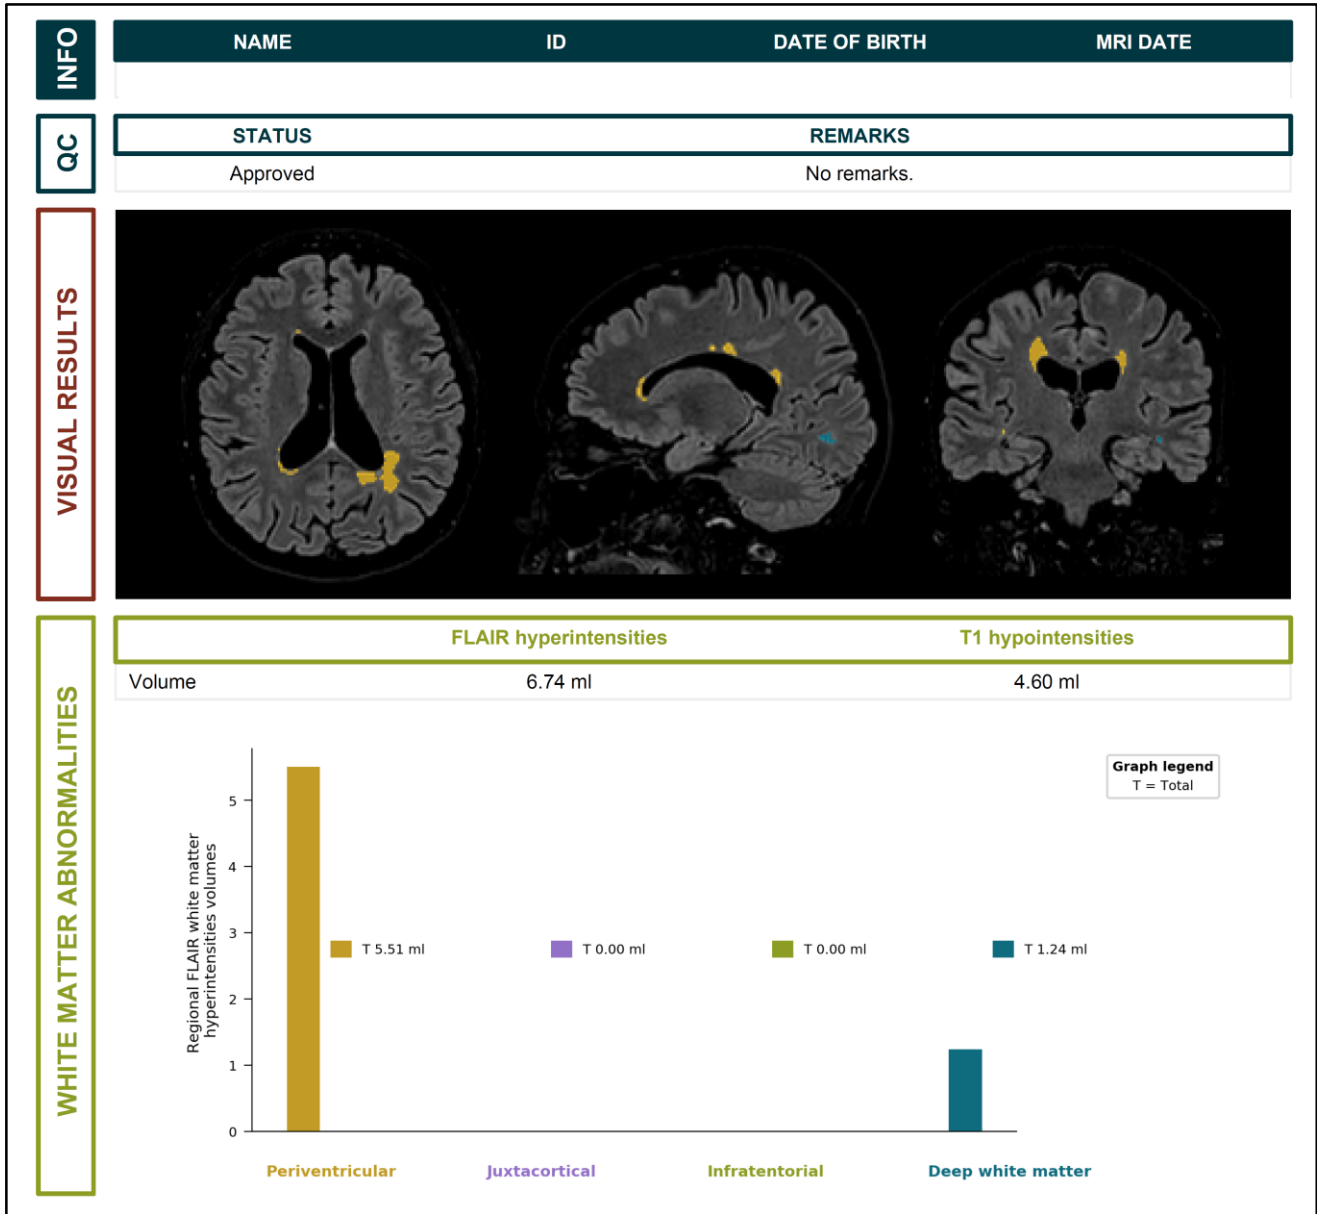 INFO
NAME ID DATE OF BIRTH MRI DATE
QC
STATUS REMARKS
Approved No remarks.
VISUAL RESULTS
WHITE MATTER ABNORMALITIES
FLAIR hyperintensities T1 hypointensities
Volume 6.74 ml 4.60 ml
Graph legend
T = Total
Regional FLAIR white matter
hyperintensities volumes
5
4
3
2
1
0
T 5.51 ml T 0.00 ml T 0.00 ml T 1.24 ml
Periventricular Juxtacortical Infratentorial Deep white matter